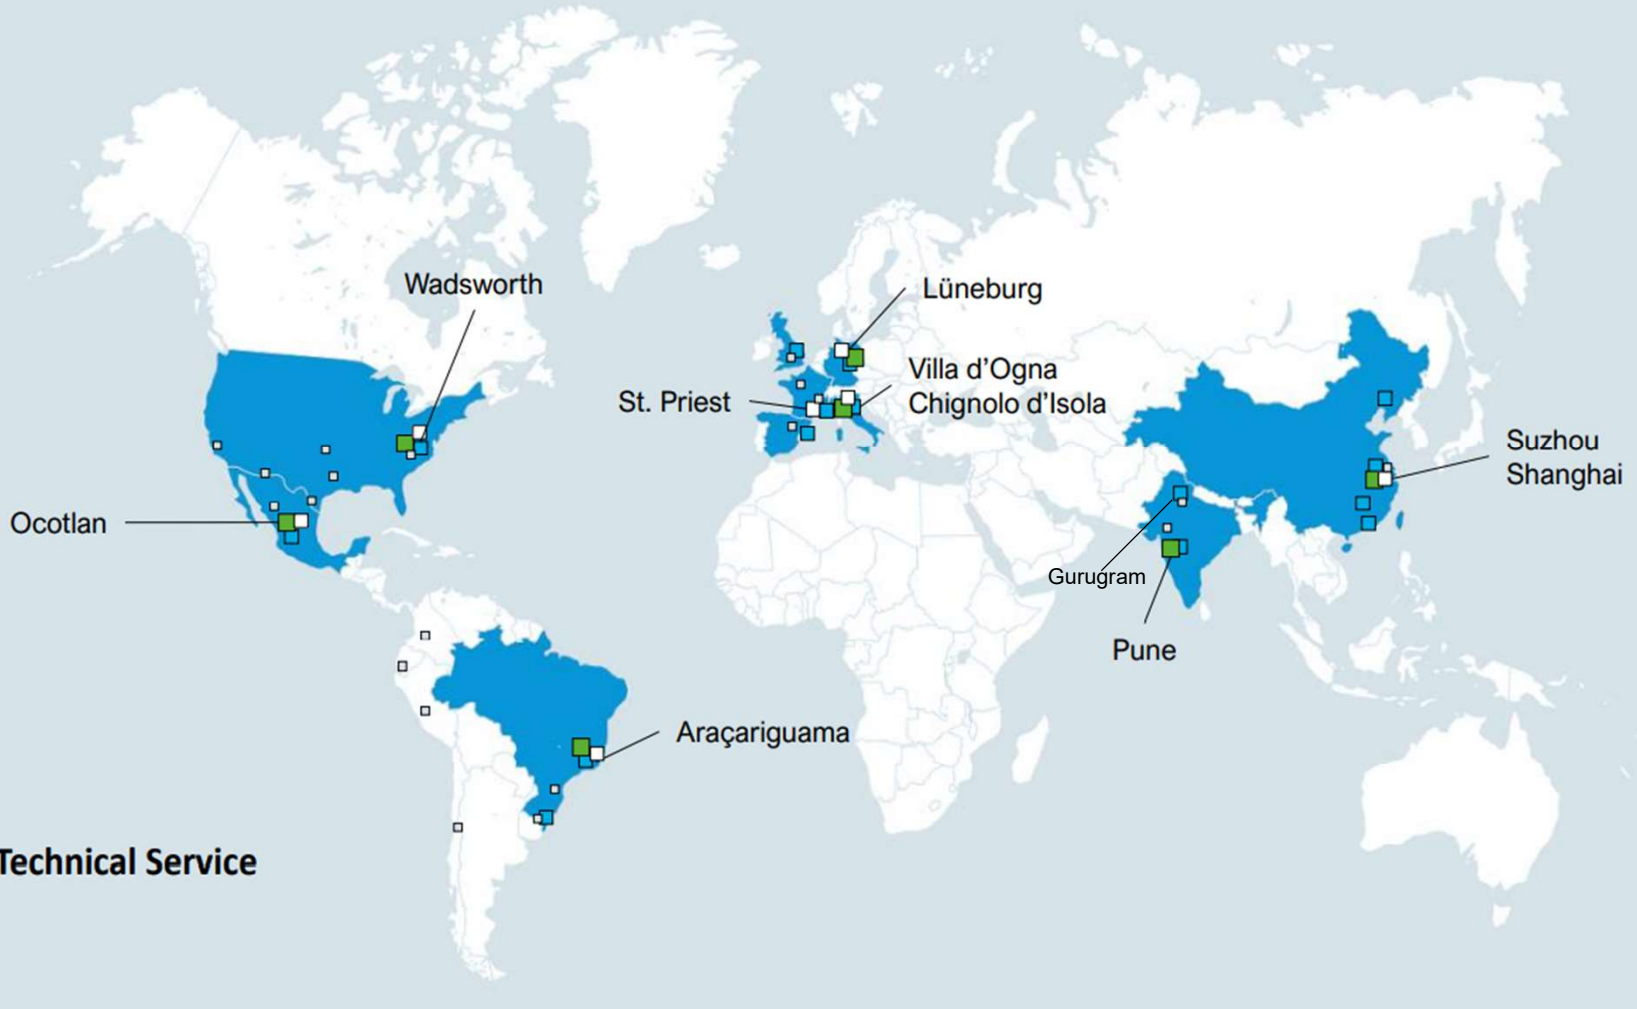 Wadsworth
Lüneburg
Villa d’Ogna
Chignolo d’Isola
St. Priest
Suzhou
Shanghai
Ocotlan
Gurugram
Pune
Araçariguama
Technical Service